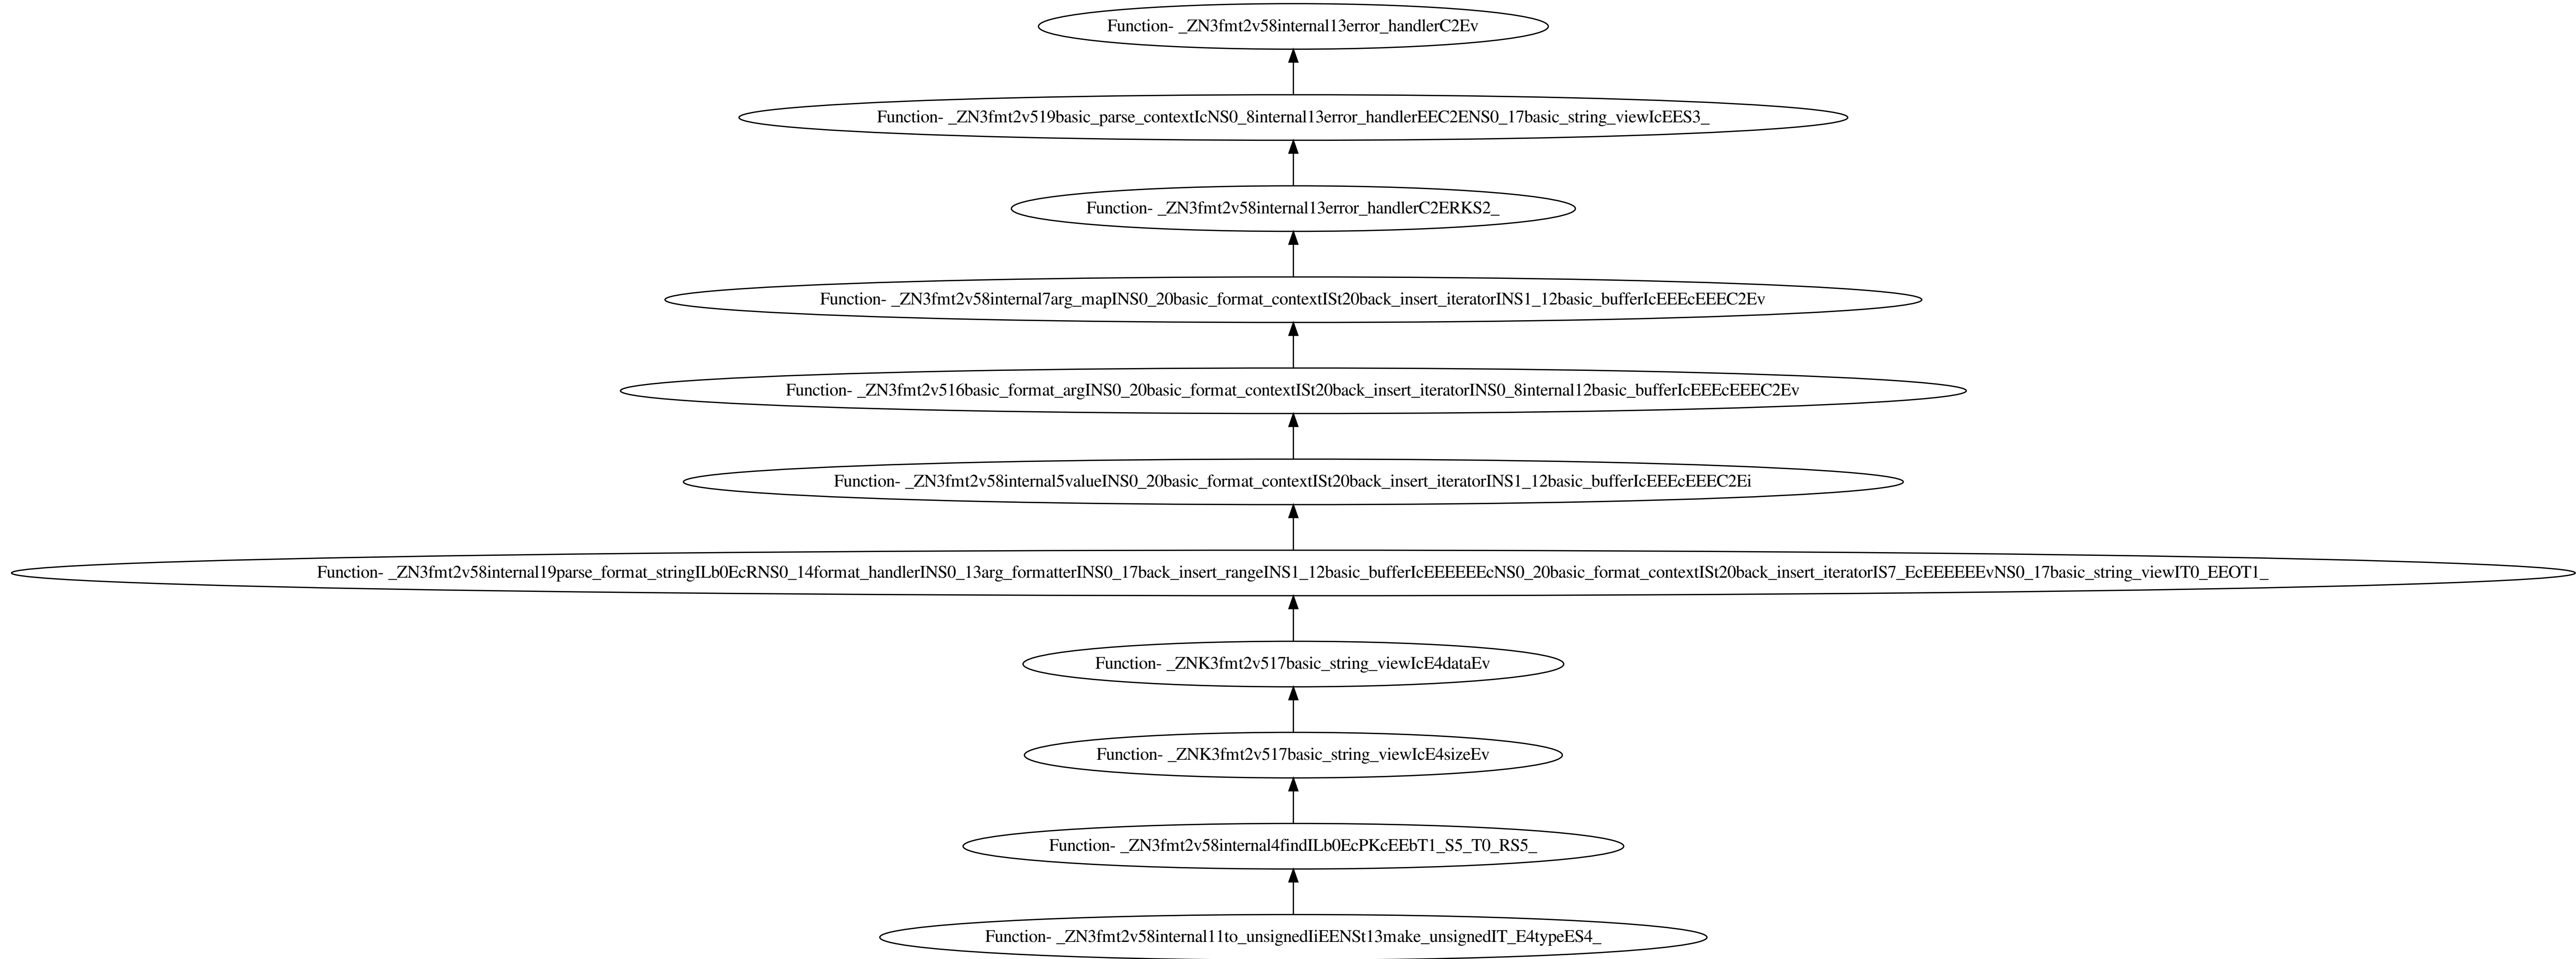 Function- _ZN3fmt2v58internal13error_handlerC2Ev
Function- _ZN3fmt2v519basic_parse_contextIcNS0_8internal13error_handlerEEC2ENS0_17basic_string_viewIcEES3_
Function- _ZN3fmt2v58internal13error_handlerC2ERKS2_
Function- _ZN3fmt2v58internal7arg_mapINS0_20basic_format_contextISt20back_insert_iteratorINS1_12basic_bufferIcEEEcEEEC2Ev
Function- _ZN3fmt2v516basic_format_argINS0_20basic_format_contextISt20back_insert_iteratorINS0_8internal12basic_bufferIcEEEcEEEC2Ev
Function- _ZN3fmt2v58internal5valueINS0_20basic_format_contextISt20back_insert_iteratorINS1_12basic_bufferIcEEEcEEEC2Ei
Function- _ZN3fmt2v58internal19parse_format_stringILb0EcRNS0_14format_handlerINS0_13arg_formatterINS0_17back_insert_rangeINS1_12basic_bufferIcEEEEEEcNS0_20basic_format_contextISt20back_insert_iteratorIS7_EcEEEEEEvNS0_17basic_string_viewIT0_EEOT1_
Function- _ZNK3fmt2v517basic_string_viewIcE4dataEv
Function- _ZNK3fmt2v517basic_string_viewIcE4sizeEv
Function- _ZN3fmt2v58internal4findILb0EcPKcEEbT1_S5_T0_RS5_
Function- _ZN3fmt2v58internal11to_unsignedIiEENSt13make_unsignedIT_E4typeES4_